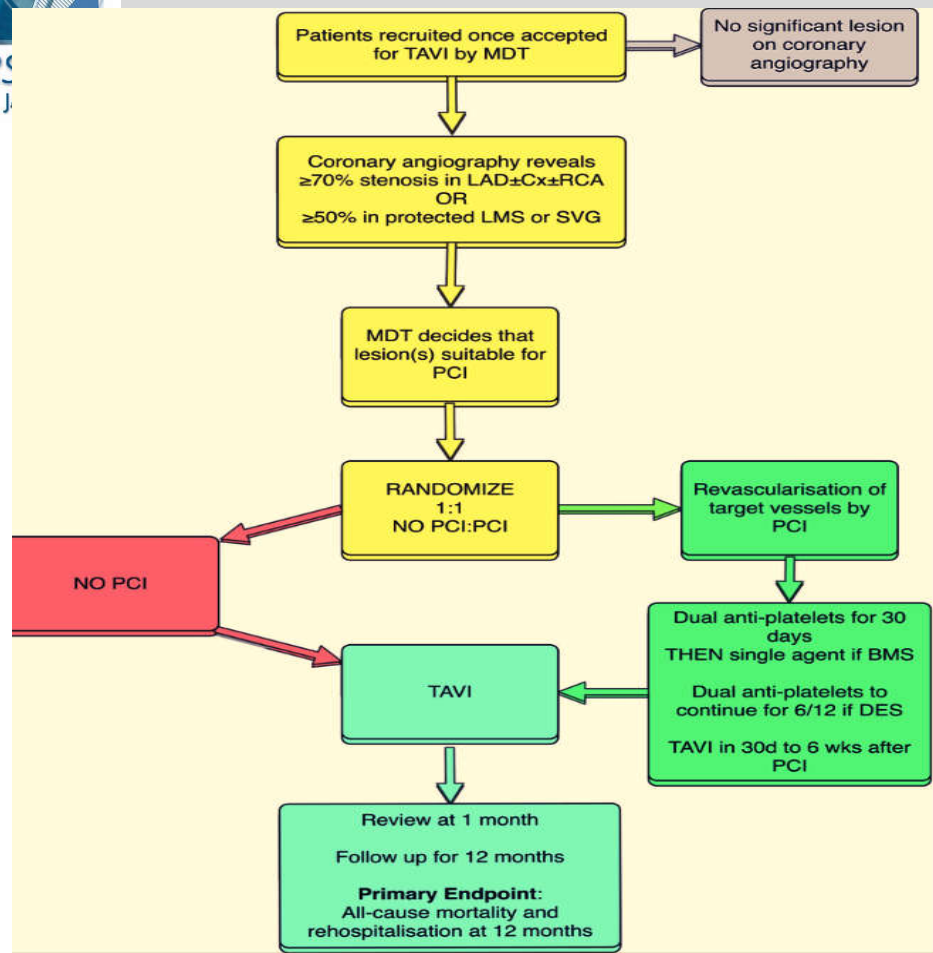 Patients recruited once accepted
for TAVI by MDT
No significant lesion
on coronary
angiography
Coronary angiography reveals
≥70% stenosis in LAD±Cx±RCA
OR
≥50% in protected LMS or SVG
MDT decides that
lesion(s) suitable for
PCI
RANDOMIZE
1:1
NO PCI:PCI
Revascularisation of
target vessels by
PCI
NO PCI
Dual anti-platelets for 30
days
THEN single agent if BMS
Dual anti-platelets to
continue for 6/12 if DES
TAVI in 30d to 6 wks after
PCI
TAVI
Review at 1 month
Follow up for 12 months
Primary Endpoint:
All-cause mortality and
rehospitalisation at 12 months